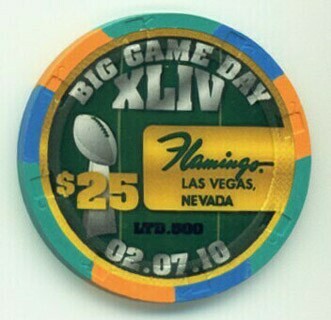 BIG GAME DAY
XLIV
$25
Flamingo.
LAS VEGAS,
NEVADA
LTD.500
02.07.10